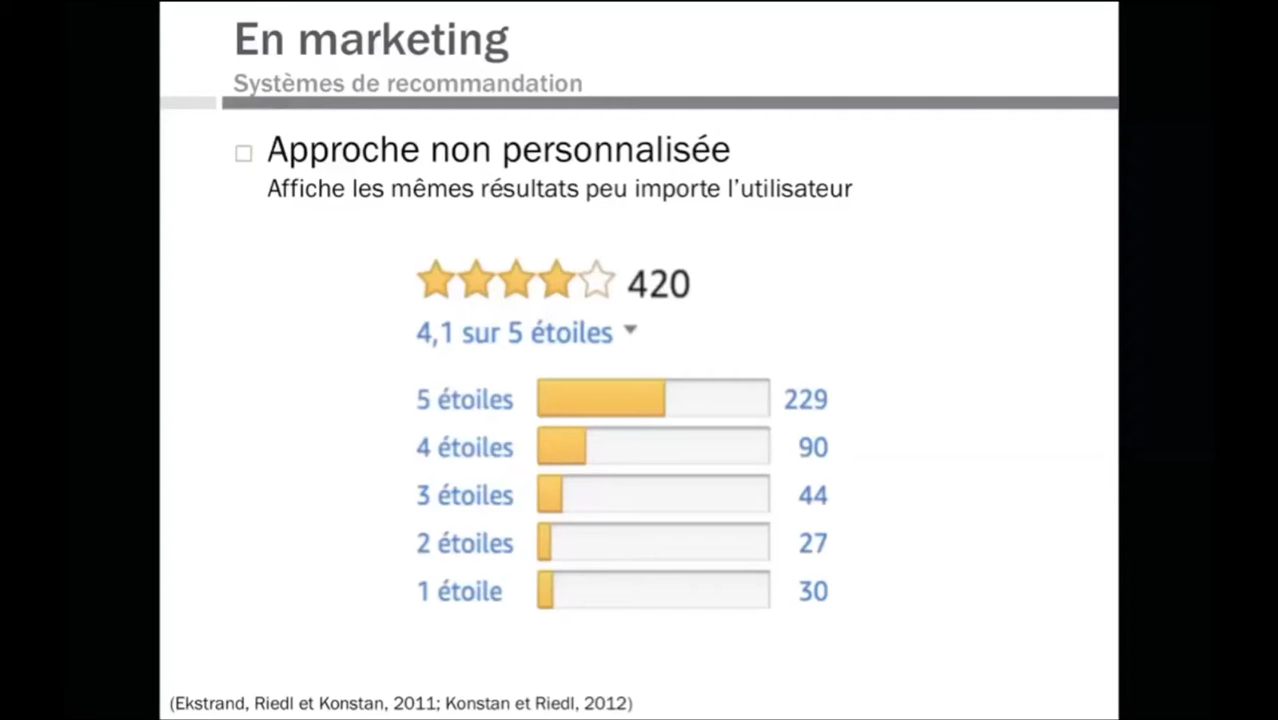 En marketing
Systèmes de recommandation
Approche non personnalisée
Affiche les mêmes résultats peu importe l'utilisateur
420
4,1 sur 5 étoiles
5 étoiles 229
4 étoiles 90
3 étoiles 44
2 étoiles 27
1 étoile 30
(Ekstrand, Riedl et Konstan, 2011; Konstan et Riedl, 2012)